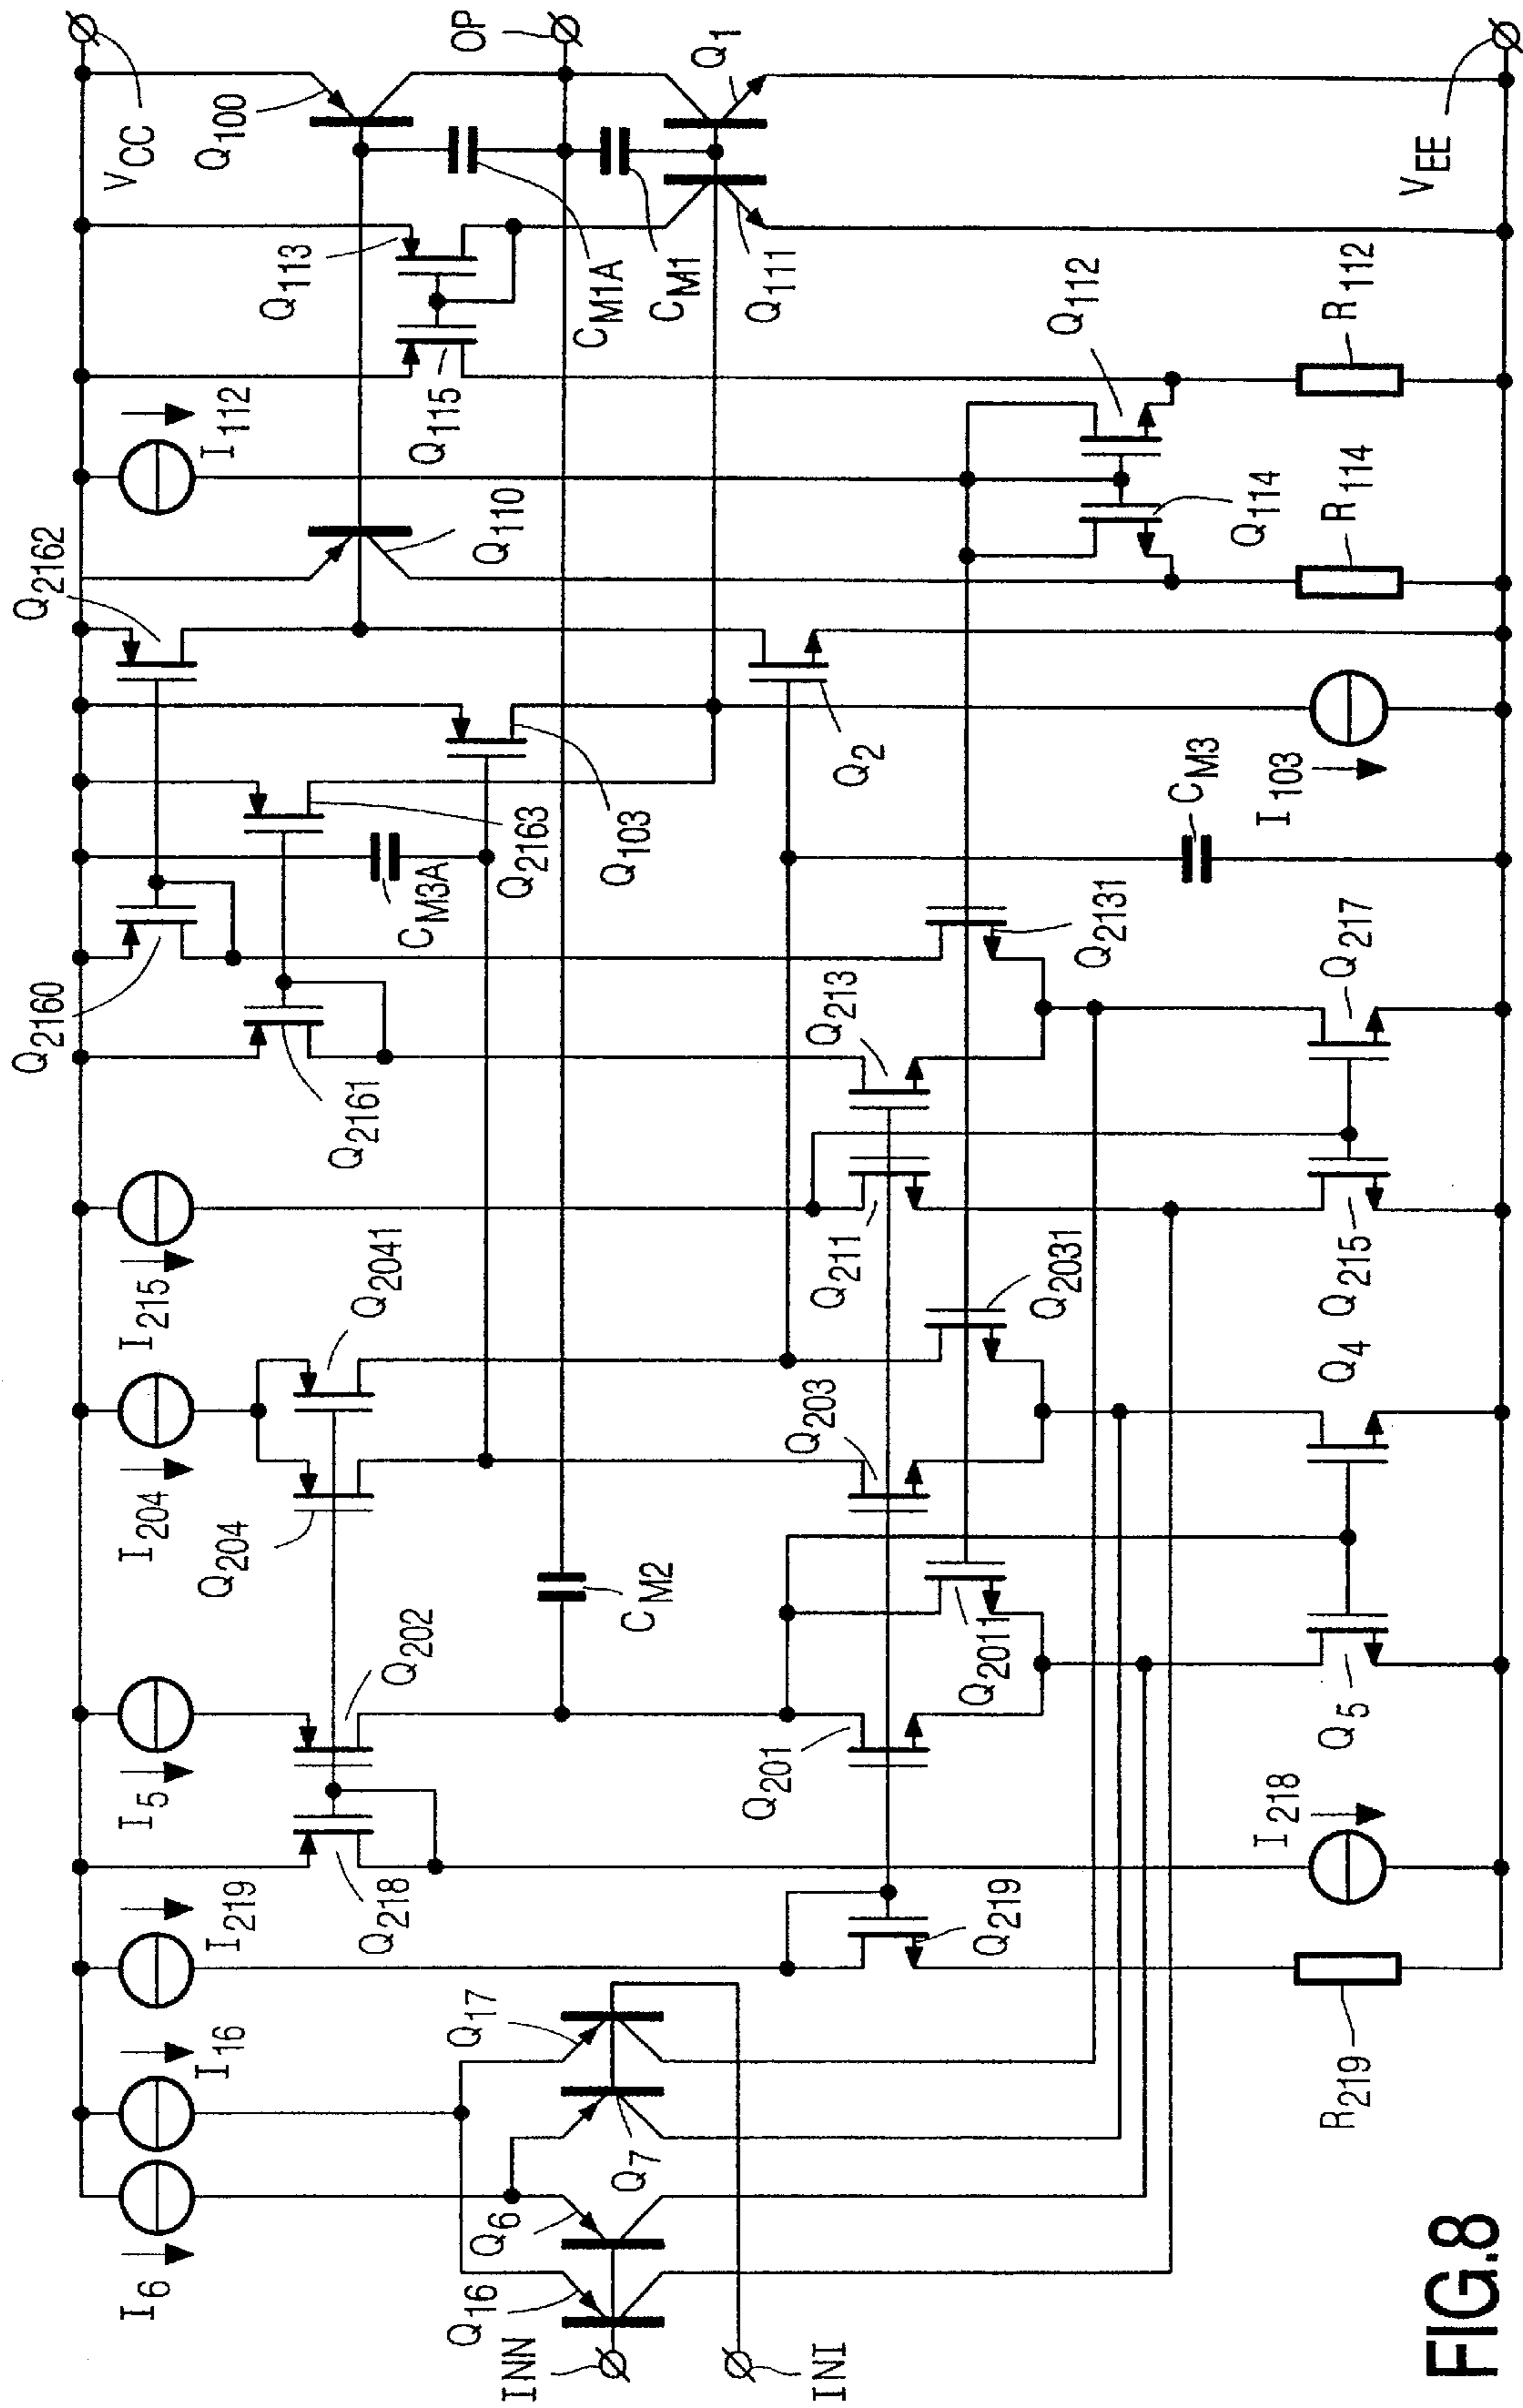 VCC
OP
VEE
Q100
Q1
Q113
CM1A
CM1
Q111
Q112
R112
I112
Q115
Q110
Q114
R114
Q2162
Q2
CM3
I103
Q2163
Q103
CM3A
Q2160
Q2161
Q213
Q2131
Q217
I215
Q2041
Q211
Q2031
Q215
I204
Q204
Q203
Q4
CM2
I5
Q202
Q201
Q2011
Q5
I219
Q218
Q219
I218
R219
I16
Q17
Q7
I6
Q6
Q16
INN
INI
FIG.8